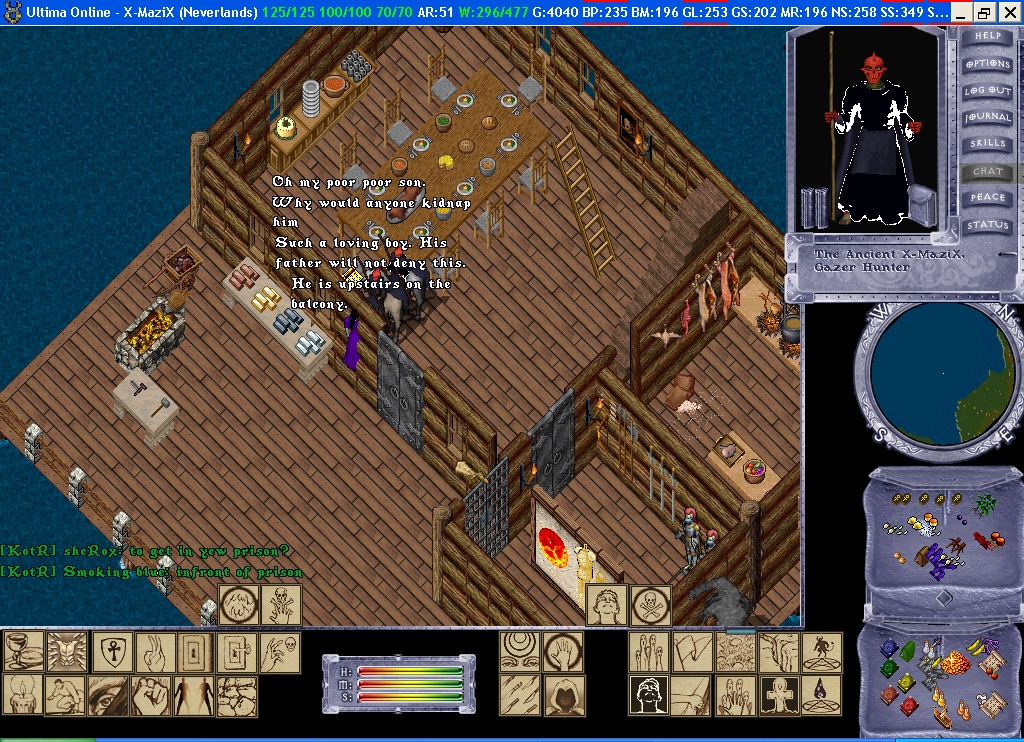 Ultima Online - X-MaziX (Neverlands) 125/125 100/100 70/70 AR:51 W:296/477 G:4040 BP:235 BM:196 GL:253 GS:202 MR:196 NS:258 SS:349 S...
HELP
OPTIONS
LOG OUT
JOURNAL
SKILLS
CHAT
PEACE
STATUS
The Ancient X-MaziX,
Gazer Hunter
Oh my poor poor son.
Why would anyone kidnap
him
Such a loving boy. His
father will not deny this.
He is upstairs on the
balcony.
W
N
S
E
[KotR] sheRox: to get in yew prison?
[KotR] Smoking blue: infront of prison
H:
M:
S: